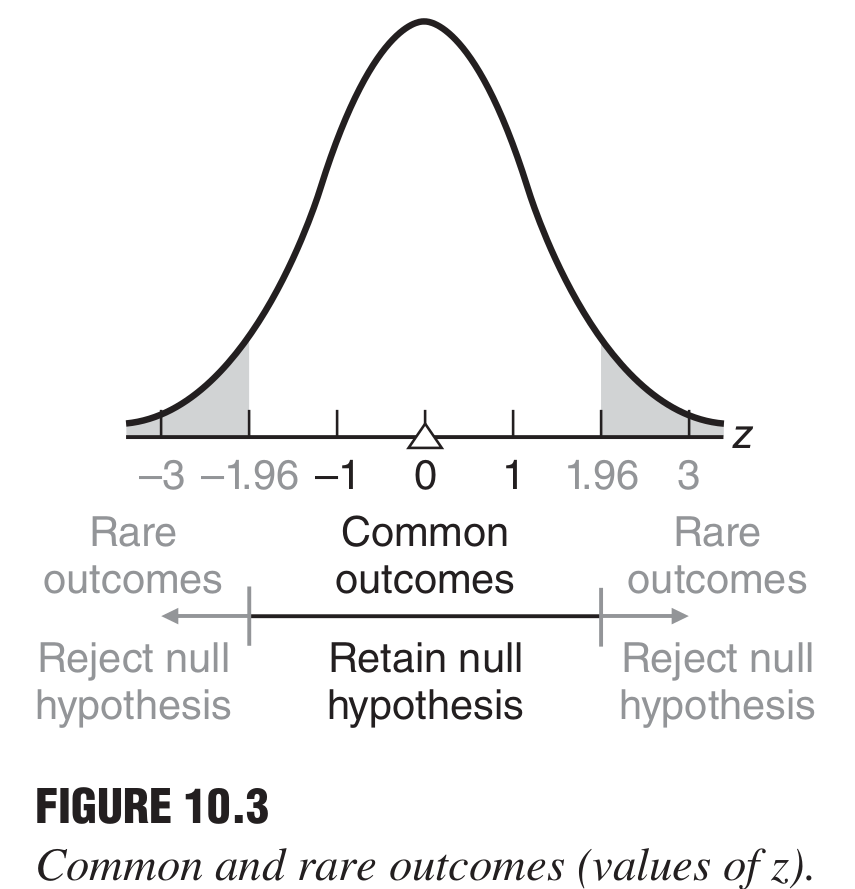 z
–3 –1.96 –1 0 1 1.96 3
Rare
outcomes
Common
outcomes
Rare
outcomes
Reject null
hypothesis
Retain null
hypothesis
Reject null
hypothesis
FIGURE 10.3
Common and rare outcomes (values of z).